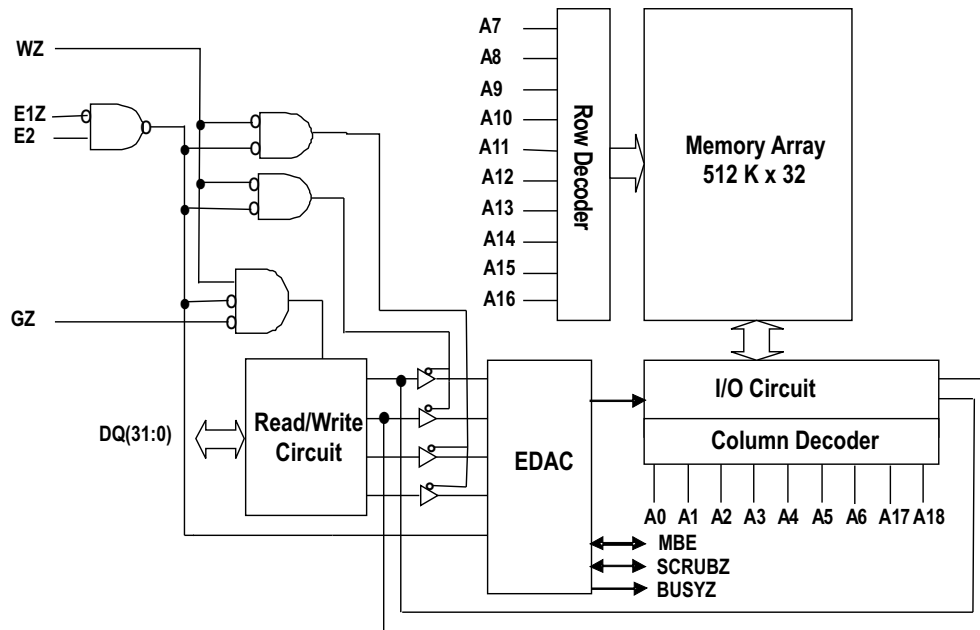 WZ
E1Z
E2
GZ
A7
A8
A9
A10
A11
A12
A13
A14
A15
A16
Row Decoder
Memory Array
512 K x 32
DQ(31:0)
Read/Write
Circuit
EDAC
I/O Circuit
Column Decoder
A0 A1 A2 A3 A4 A5 A6 A17 A18
MBE
SCRUBZ
BUSYZ